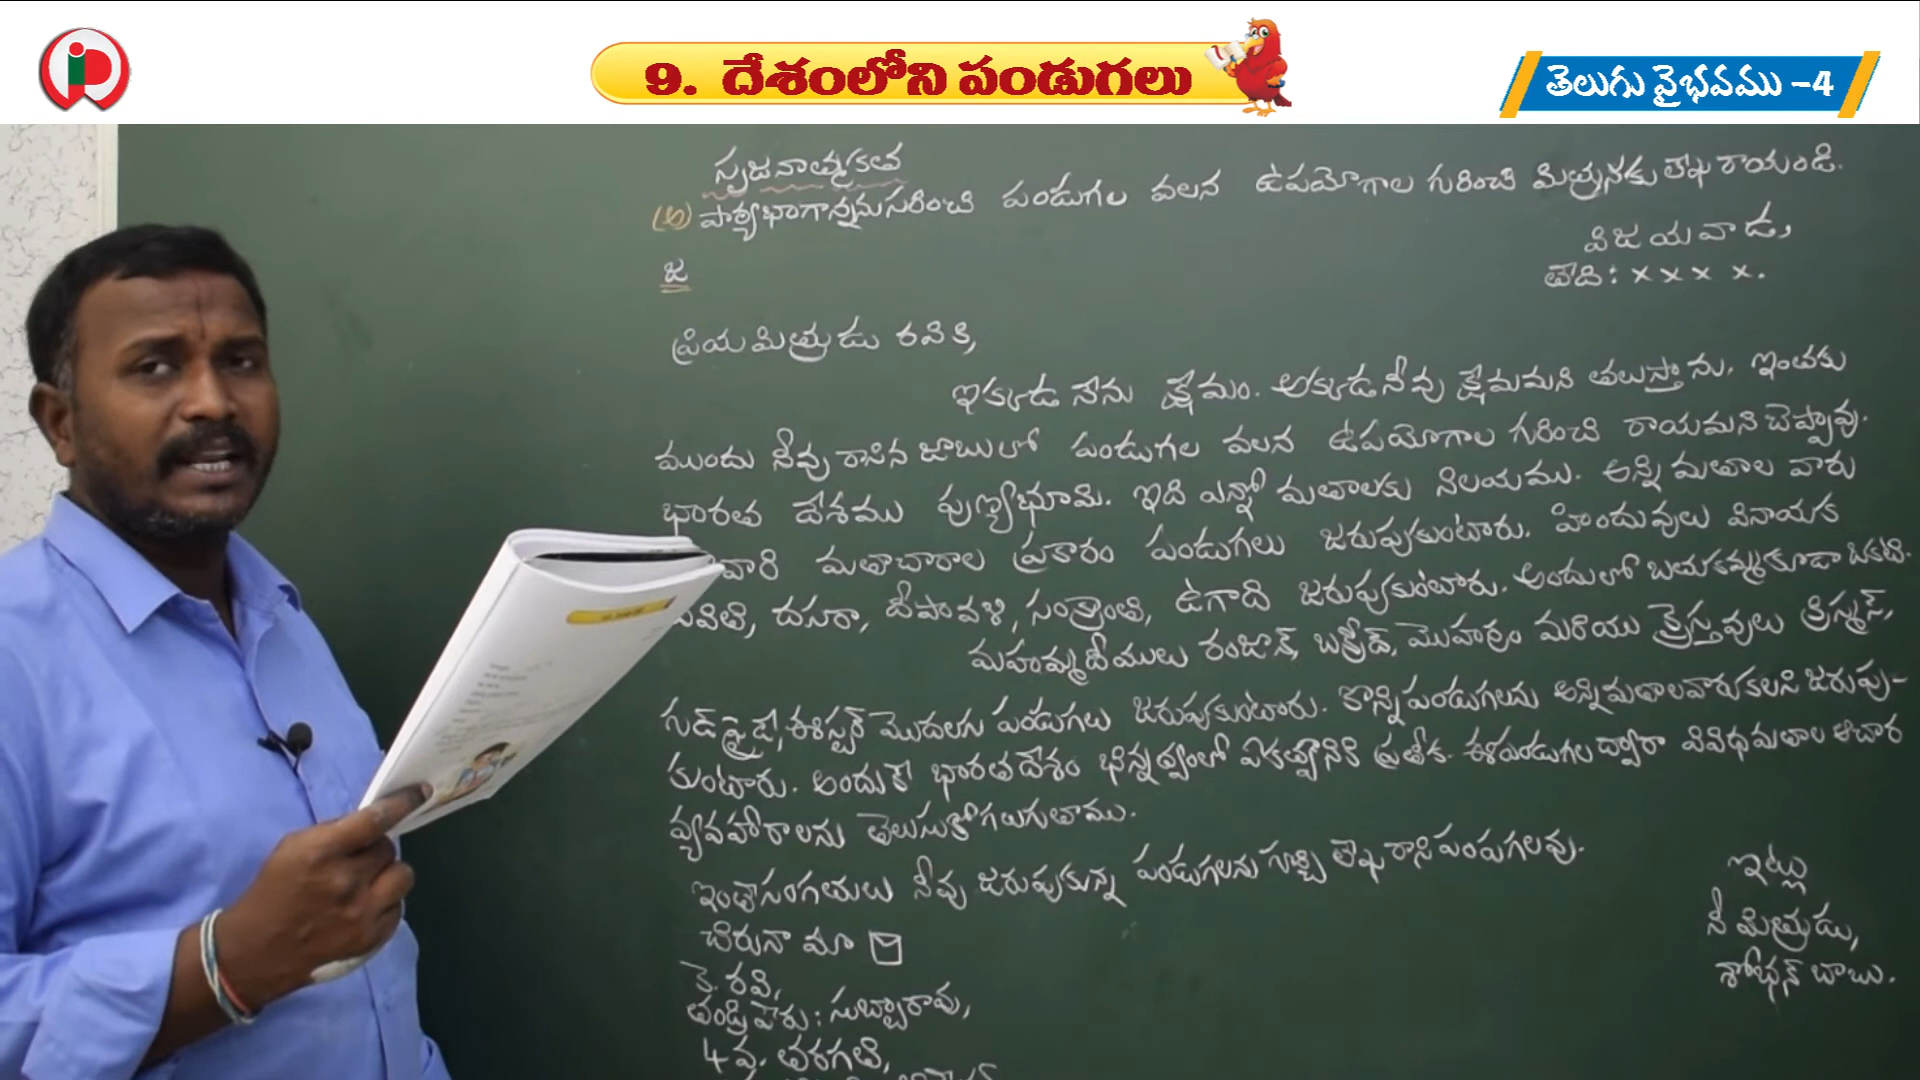 9. దేశంలోని పండుగలు
తెలుగు వైభవము -4
సృజనాత్మకత
(అ) పాఠ్యభాగాన్ననుసరించి పండుగల వలన ఉపయోగాల గురించి మిత్రునకు లేఖ రాయండి.
విజయవాడ,
తేది: x x x x.
జ
ప్రియమిత్రుడు రవికి,
ఇక్కడ నేను క్షేమం. అక్కడ నీవు క్షేమమని తలుస్తాను. ఇంతకు
ముందు నీవు రాసిన జాబులో పండుగల వలన ఉపయోగాల గురించి రాయమని చెప్పావు.
భారత దేశము పుణ్యభూమి. ఇది ఎన్నో మతాలకు నిలయము. అన్ని మతాల వారు
వారి మతాచారాల ప్రకారం పండుగలు జరుపుకుంటారు. హిందువులు వినాయక
చవితి, దసరా, దీపావళి, సంక్రాంతి, ఉగాది జరుపుకుంటారు. అందులో బతుకమ్మకూడా ఒకటి.
మహమ్మదీయులు రంజాన్, బక్రీద్, మొహర్రం మరియు క్రైస్తవులు క్రిస్మస్,
గుడ్ ఫ్రైడే, ఈస్టర్ మొదలగు పండుగలు జరుపుకుంటారు. కొన్ని పండుగలను అన్ని మతాలవారు కలసి జరుపు-
కుంటారు. అందుకే భారతదేశం భిన్నత్వంలో ఏకత్వానికి ప్రతీక. ఈ పండుగల ద్వారా వివిధ మతాల ఆచార
వ్యవహారాలను తెలుసుకోగలుగుతాము.
ఇంతాసంగతులు నీవు జరుపుకున్న పండుగలను గూర్చి లేఖ రాసి పంపగలవు.
ఇట్లు
నీ మిత్రుడు,
శోభన్ బాబు.
చిరునామా
కె. రవి,
తండ్రి పేరు: సుబ్బారావు,
4వ. తరగతి,